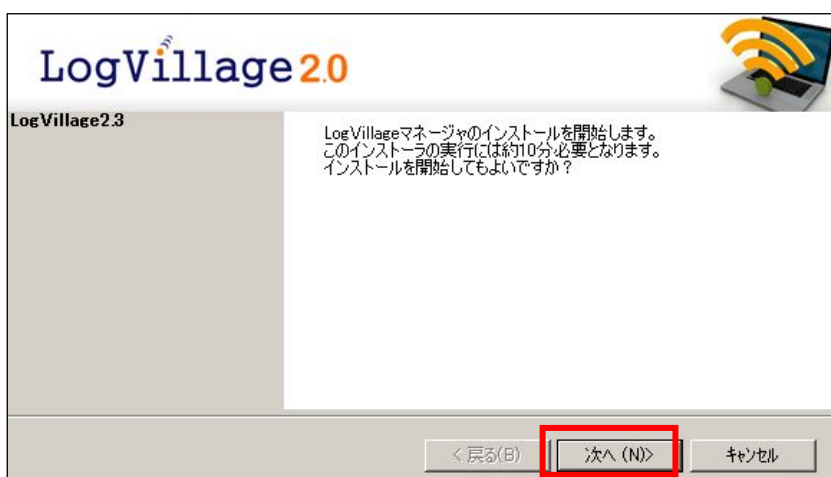 LogVillage 2.0
LogVillage2.3
LogVillageマネージャのインストールを開始します。
このインストーラの実行には約10分必要となります。
インストールを開始してもよいですか？
< 戻る(B)
次へ (N)>
キャンセル